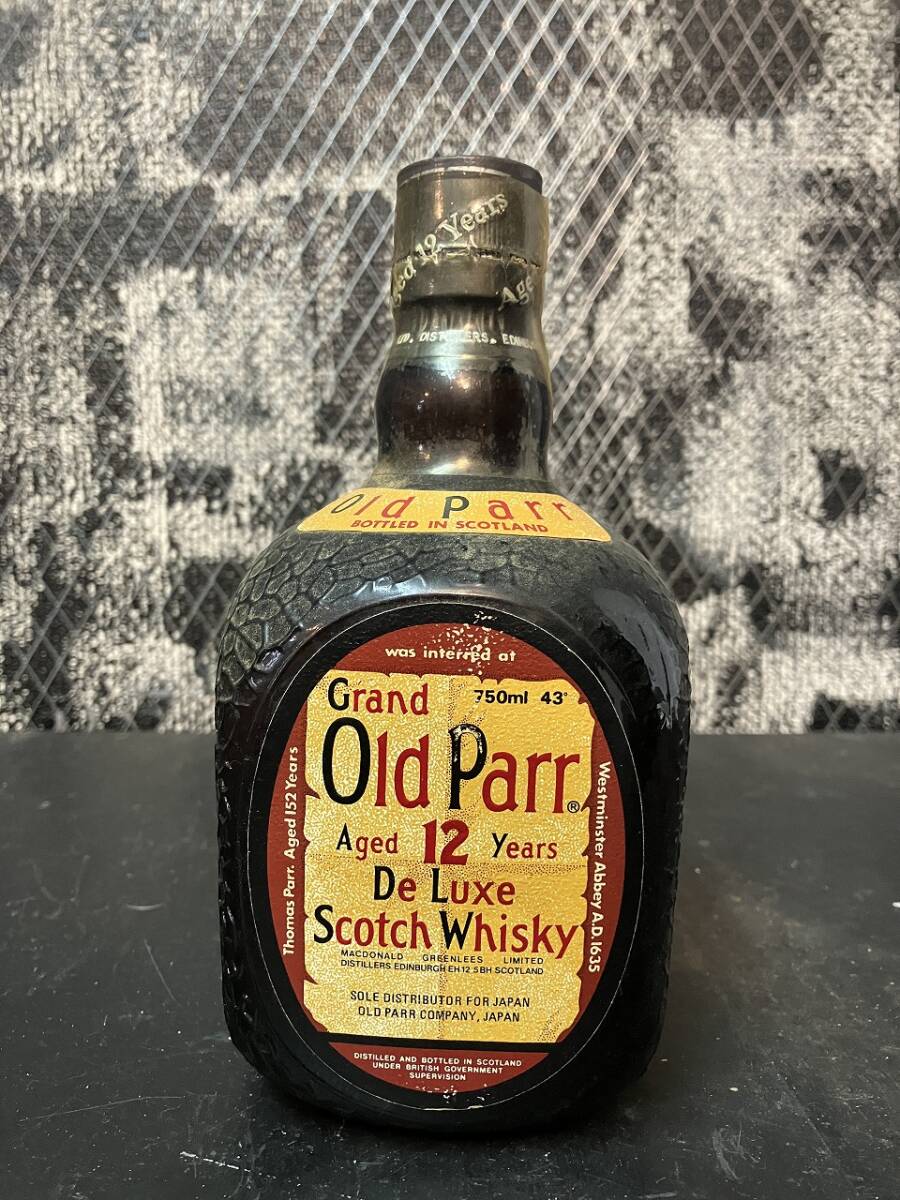 Aged 12 Years
Age
LTD. DISTILLERS, EDINBU
Old Parr
BOTTLED IN SCOTLAND
was interred at
Grand 750ml 43°
Old Parr®
Aged 12 Years
De Luxe
Scotch Whisky
MACDONALD GREENLEES LIMITED
DISTILLERS EDINBURGH EH12 5BH SCOTLAND
SOLE DISTRIBUTOR FOR JAPAN
OLD PARR COMPANY, JAPAN
Thomas Parr. Aged 152 Years
Westminster Abbey A.D. 1635
DISTILLED AND BOTTLED IN SCOTLAND
UNDER BRITISH GOVERNMENT
SUPERVISION